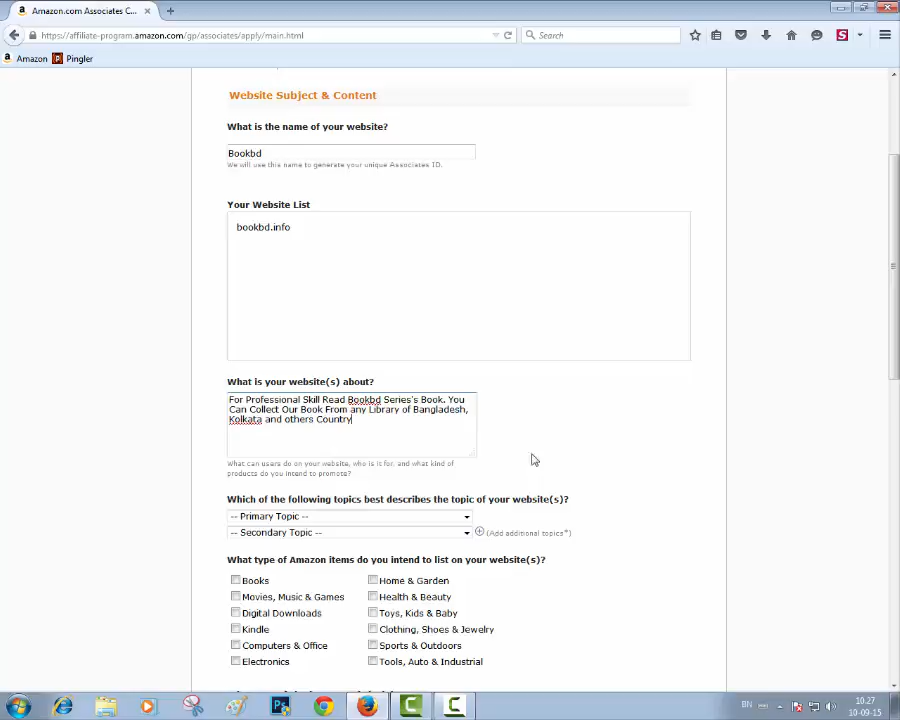 Amazon.com Associates C...
https://affiliate-program.amazon.com/gp/associates/apply/main.html
Search
Amazon
Pingler
Website Subject & Content
What is the name of your website?
Bookbd
We will use this name to generate your unique Associates ID.
Your Website List
bookbd.info
What is your website(s) about?
For Professional Skill Read Bookbd Series's Book. You
Can Collect Our Book From any Library of Bangladesh,
Kolkata and others Country
What can users do on your website, who is it for, and what kind of
products do you intend to promote?
Which of the following topics best describes the topic of your website(s)?
-- Primary Topic --
-- Secondary Topic --
(Add additional topics*)
What type of Amazon items do you intend to list on your website(s)?
Books
Home & Garden
Movies, Music & Games
Health & Beauty
Digital Downloads
Toys, Kids & Baby
Kindle
Clothing, Shoes & Jewelry
Computers & Office
Sports & Outdoors
Electronics
Tools, Auto & Industrial
BN
10:27
10-09-15